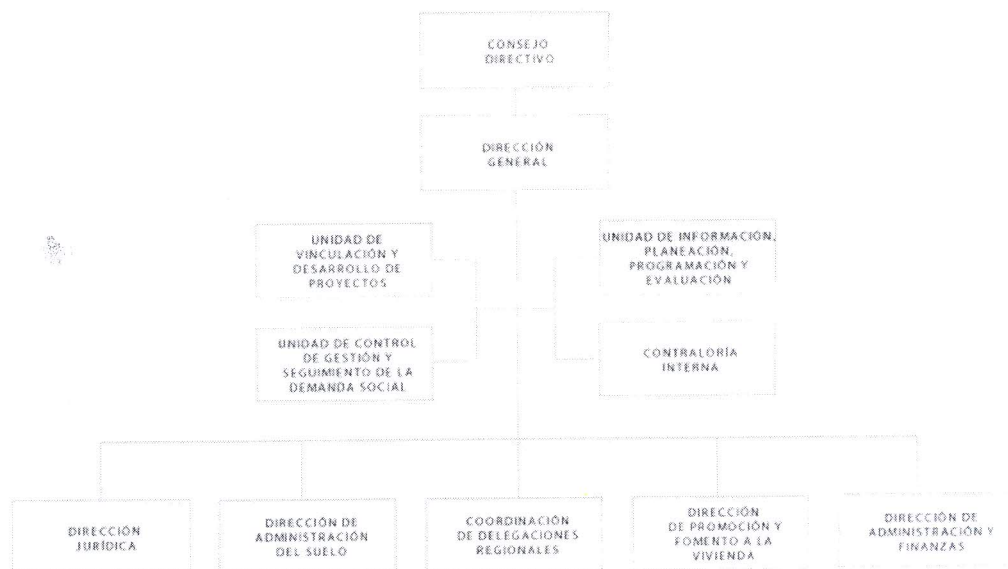 CONSEJO
DIRECTIVO
DIRECCIÓN
GENERAL
UNIDAD DE
VINCULACIÓN Y
DESARROLLO DE
PROYECTOS
UNIDAD DE INFORMACIÓN,
PLANEACIÓN,
PROGRAMACIÓN Y
EVALUACIÓN
UNIDAD DE CONTROL
DE GESTIÓN Y
SEGUIMIENTO DE LA
DEMANDA SOCIAL
CONTRALORÍA
INTERNA
DIRECCIÓN
JURÍDICA
DIRECCIÓN DE
ADMINISTRACIÓN
DEL SUELO
COORDINACIÓN
DE DELEGACIONES
REGIONALES
DIRECCIÓN
DE PROMOCIÓN Y
FOMENTO A LA
VIVIENDA
DIRECCIÓN DE
ADMINISTRACIÓN Y
FINANZAS